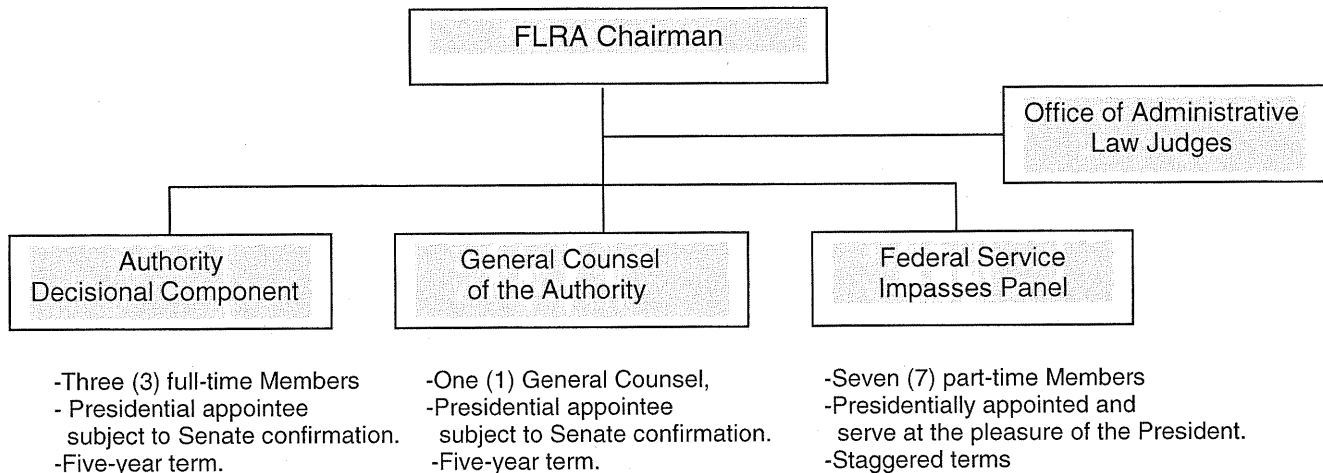 FLRA Chairman
Office of Administrative
Law Judges
Authority
Decisional Component
General Counsel
of the Authority
Federal Service
Impasses Panel
-Three (3) full-time Members
- Presidential appointee
subject to Senate confirmation.
-Five-year term.
-One (1) General Counsel,
-Presidential appointee
subject to Senate confirmation.
-Five-year term.
-Seven (7) part-time Members
-Presidentially appointed and
serve at the pleasure of the President.
-Staggered terms